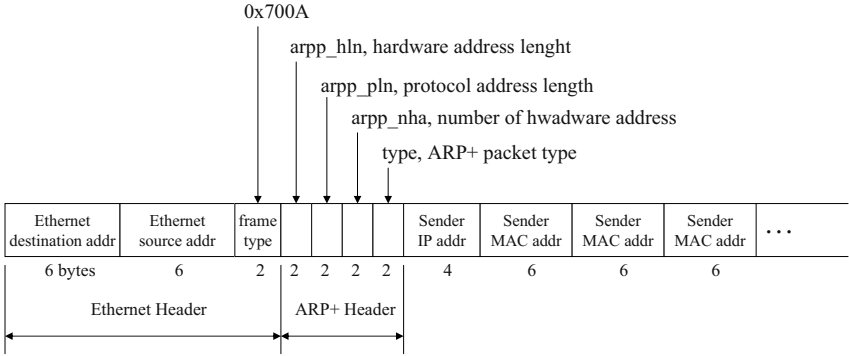 0x700A
arpp_hln, hardware address lenght
arpp_pln, protocol address length
arpp_nha, number of hwadware address
type, ARP+ packet type
Ethernet
destination addr
Ethernet
source addr
frame
type
Sender
IP addr
Sender
MAC addr
Sender
MAC addr
Sender
MAC addr
...
6 bytes
6
2
2
2
2
2
4
6
6
6
Ethernet Header
ARP+ Header